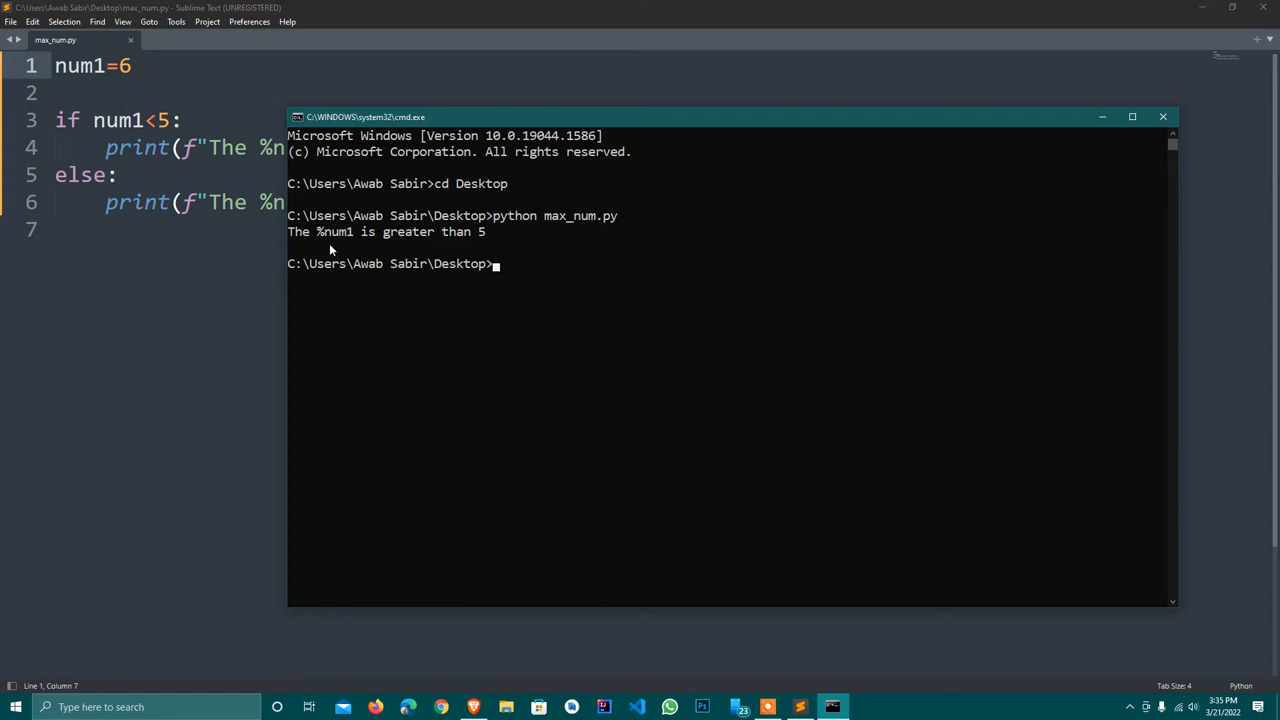 C:\Users\Awab Sabir\Desktop\max_num.py - Sublime Text (UNREGISTERED)
File Edit Selection Find View Goto Tools Project Preferences Help
max_num.py
1 num1=6
2
3 if num1<5:
4 print(f"The %n
5 else:
6 print(f"The %n
7
C:\WINDOWS\system32\cmd.exe
Microsoft Windows [Version 10.0.19044.1586]
(c) Microsoft Corporation. All rights reserved.
C:\Users\Awab Sabir>cd Desktop
C:\Users\Awab Sabir\Desktop>python max_num.py
The %num1 is greater than 5
C:\Users\Awab Sabir\Desktop>
Line 1, Column 7
Tab Size: 4 Python
Type here to search
23
3:35 PM
3/21/2022